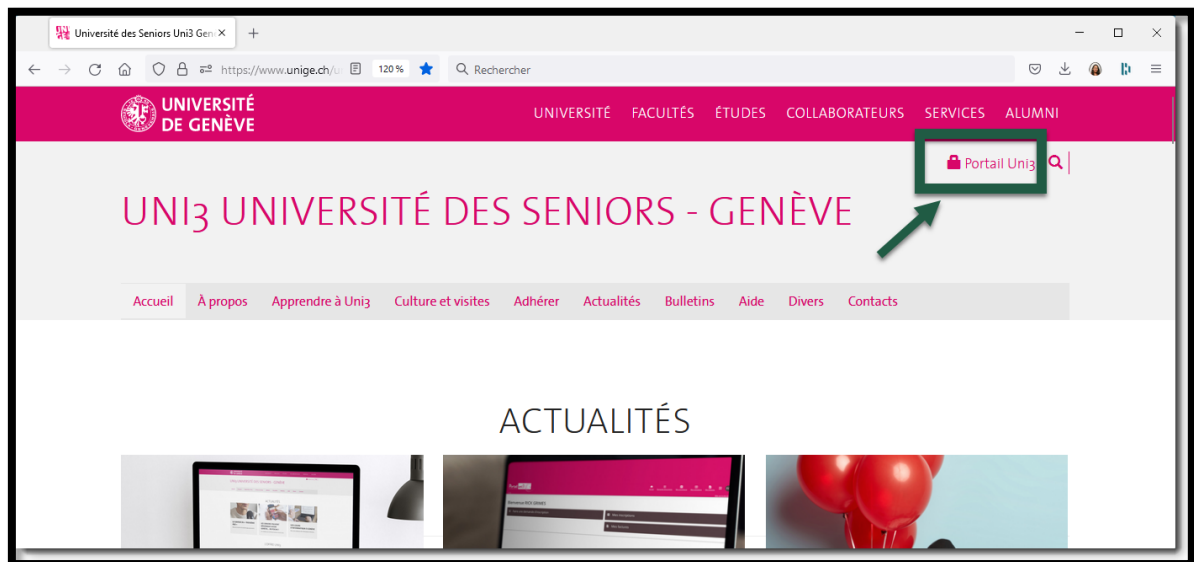 Université des Seniors Uni3 Gen
https://www.unige.ch/u
120 %
Rechercher
UNIVERSITÉ
DE GENÈVE
UNIVERSITÉ FACULTÉS ÉTUDES COLLABORATEURS SERVICES ALUMNI
Portail Uni3
UNI3 UNIVERSITÉ DES SENIORS - GENÈVE
Accueil À propos Apprendre à Uni3 Culture et visites Adhérer Actualités Bulletins Aide Divers Contacts
ACTUALITÉS